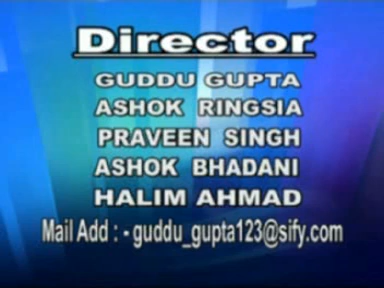 Director
GUDDU GUPTA
ASHOK RINGSIA
PRAVEEN SINGH
ASHOK BHADANI
HALIM AHMAD
Mail Add : - guddu_gupta123@sify.com